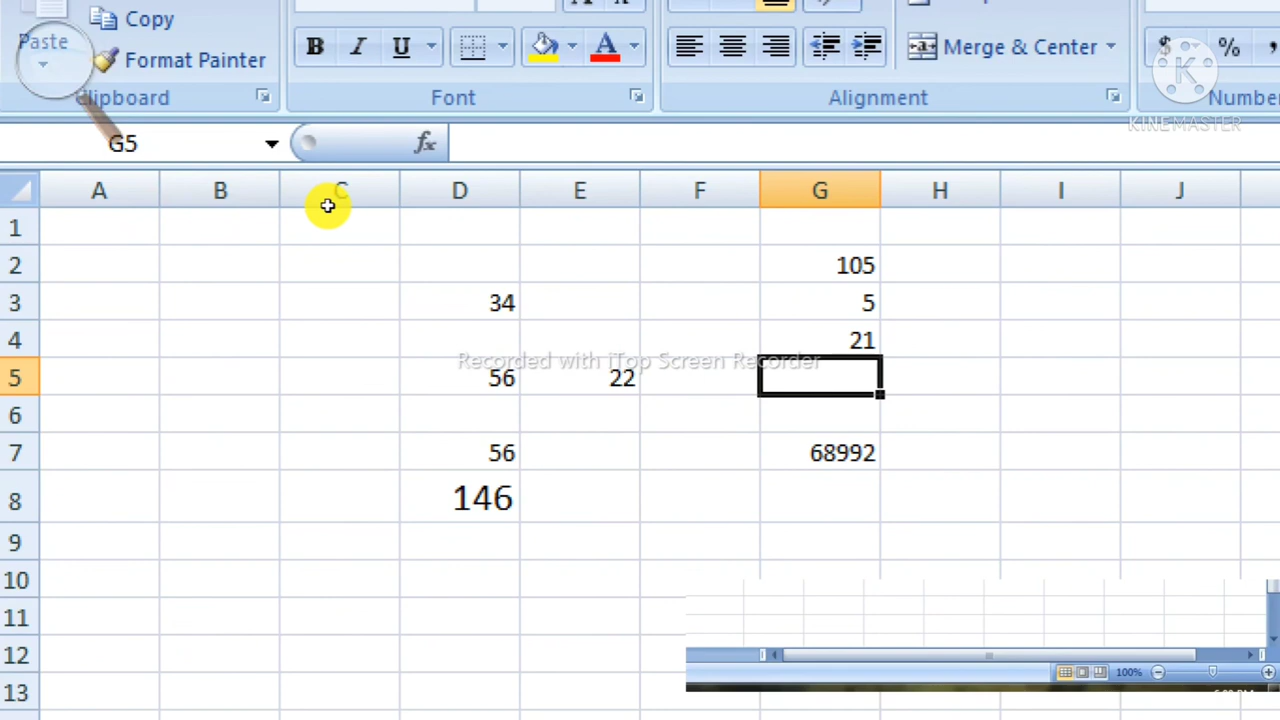 Copy
Paste
Format Painter
B I U A
Merge & Center
$ % ,
Clipboard
Font
Alignment
Number
K
KINEMASTER
G5
fx
A B C D E F G H I J
1
2 105
3 34 5
4 21
Recorded with iTop Screen Recorder
5 56 22
6
7 56 68992
8 146
9
10
11
12
13
100%